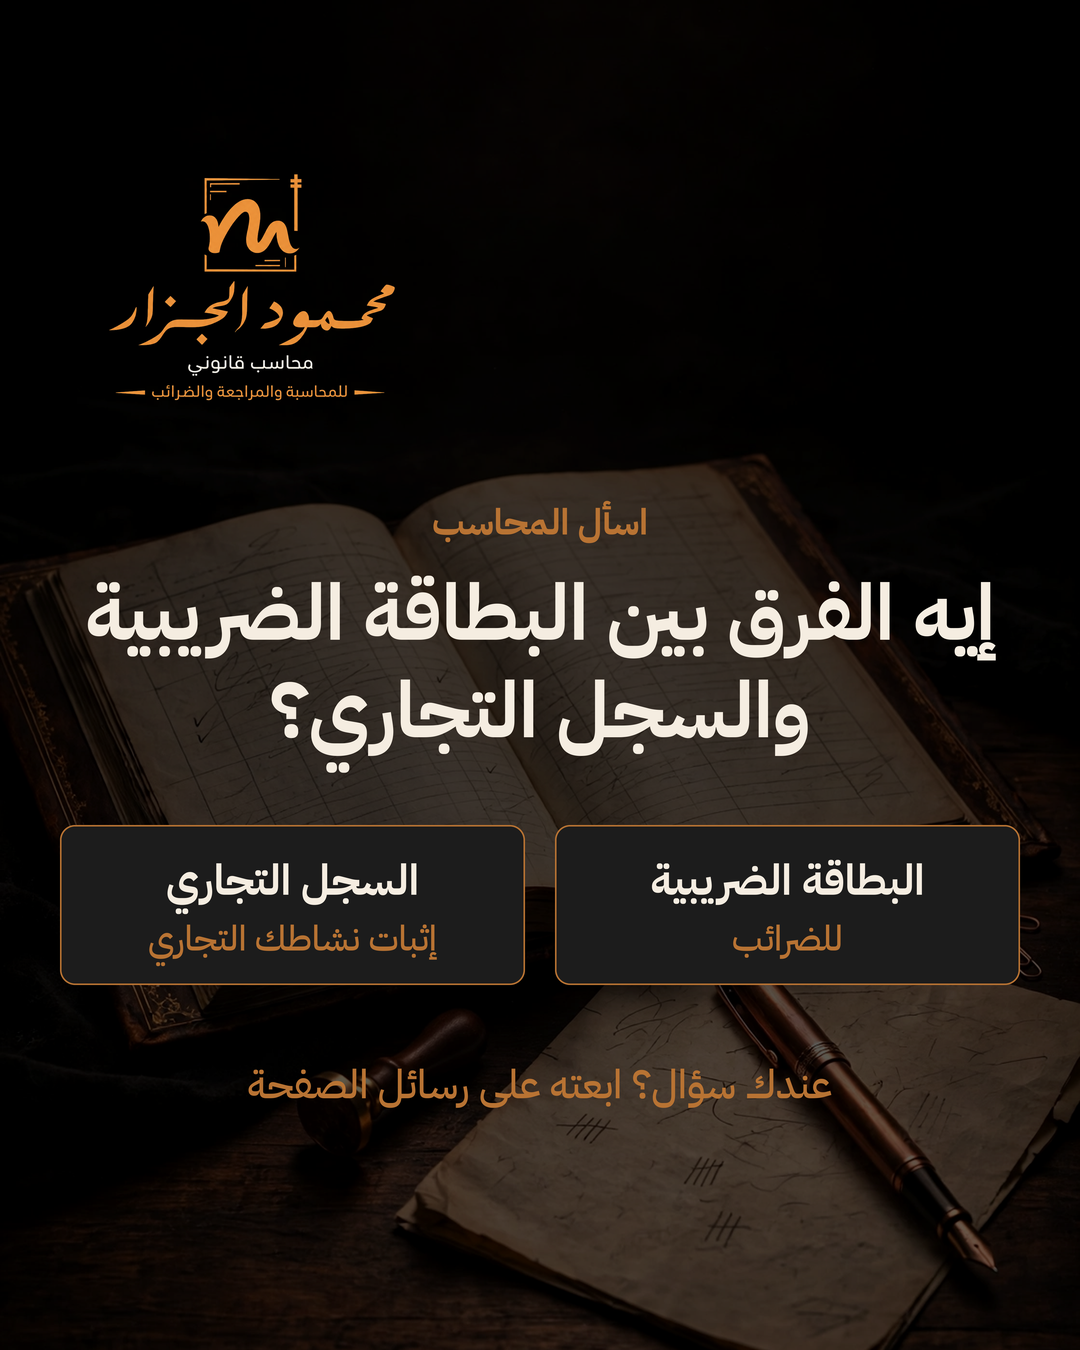 محمود الجزار
محاسب قانوني
للمحاسبة والمراجعة والضرائب
اسأل المحاسب
إيه الفرق بين البطاقة الضريبية
والسجل التجاري؟
البطاقة الضريبية
للضرائب
السجل التجاري
إثبات نشاطك التجاري
عندك سؤال؟ ابعته على رسائل الصفحة